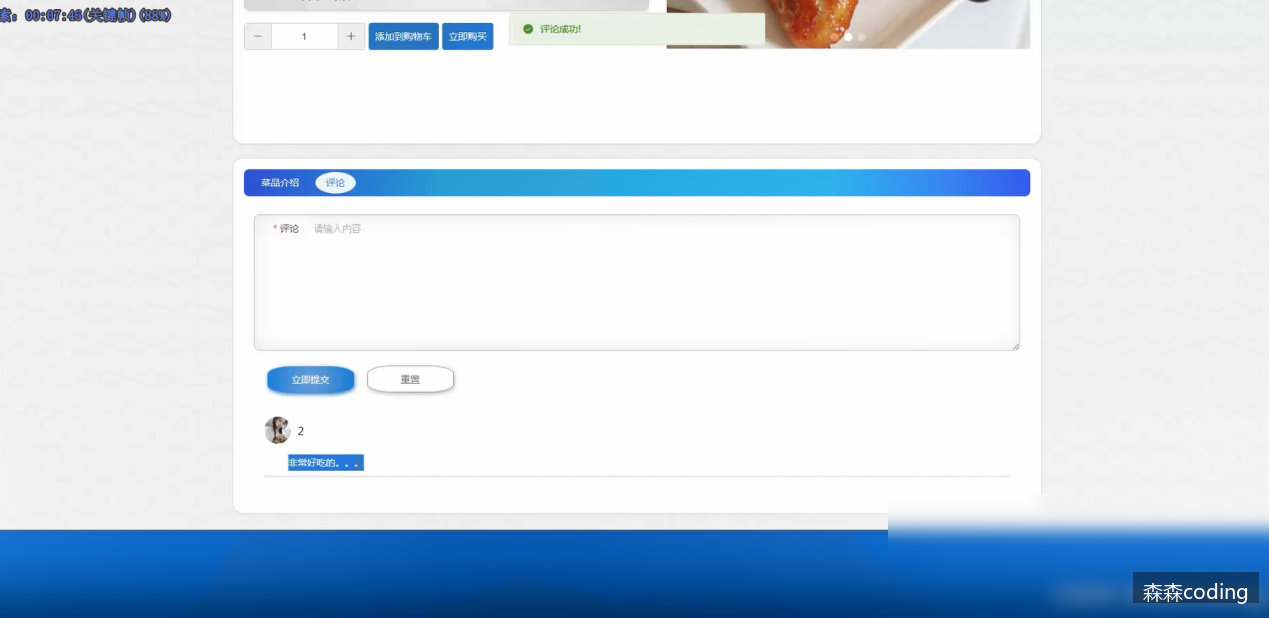 索：00:07:46(关键帧)(88%)
− 1 + 添加到购物车 立即购买
评论成功!
菜品介绍 评论
* 评论 请输入内容
立即提交 重置
2
非常好吃的。。。
森森coding